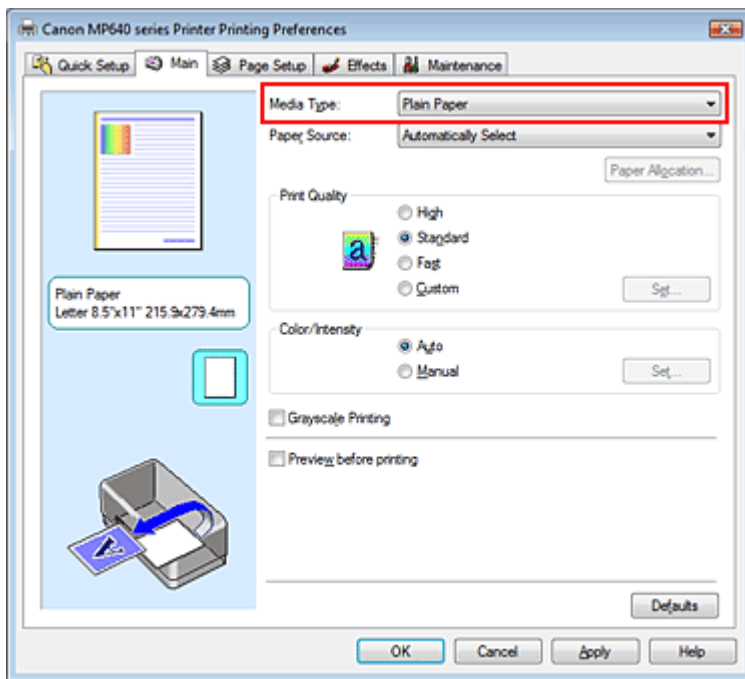 Canon MP640 series Printer Printing Preferences
Quick Setup Main Page Setup Effects Maintenance
Media Type: Plain Paper
Paper Source: Automatically Select
Paper Allocation...
Print Quality
High
a Standard
Fast
Custom Set...
Plain Paper
Letter 8.5"x11" 215.9x279.4mm
Color/Intensity
Auto
Manual Set...
Grayscale Printing
Preview before printing
A
Defaults
OK Cancel Apply Help